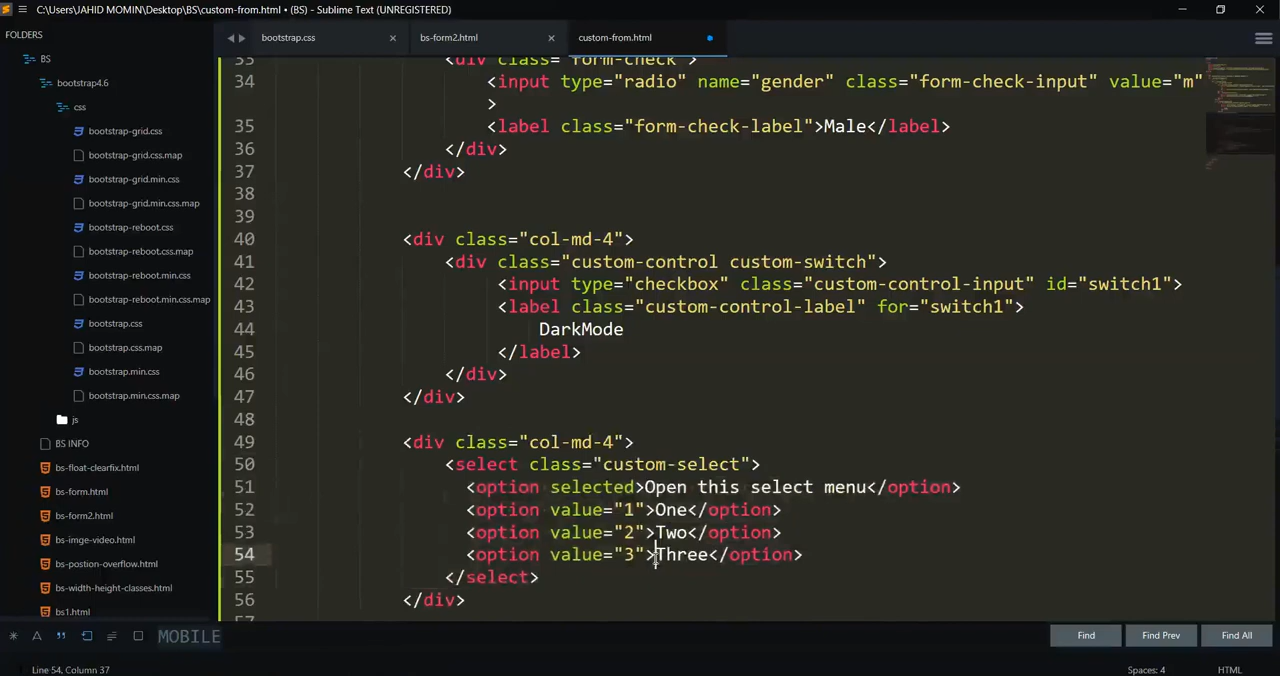 C:\Users\JAHID MOMIN\Desktop\BS\custom-from.html • (BS) - Sublime Text (UNREGISTERED)
FOLDERS
BS
bootstrap4.6
css
bootstrap-grid.css
bootstrap-grid.css.map
bootstrap-grid.min.css
bootstrap-grid.min.css.map
bootstrap-reboot.css
bootstrap-reboot.css.map
bootstrap-reboot.min.css
bootstrap-reboot.min.css.map
bootstrap.css
bootstrap.css.map
bootstrap.min.css
bootstrap.min.css.map
js
BS INFO
bs-float-clearfix.html
bs-form.html
bs-form2.html
bs-imge-video.html
bs-postion-overflow.html
bs-width-height-classes.html
bs1.html
bootstrap.css
bs-form2.html
custom-from.html
33 <div class="form-check">
34 <input type="radio" name="gender" class="form-check-input" value="m"
>
35 <label class="form-check-label">Male</label>
36 </div>
37 </div>
38
39
40 <div class="col-md-4">
41 <div class="custom-control custom-switch">
42 <input type="checkbox" class="custom-control-input" id="switch1">
43 <label class="custom-control-label" for="switch1">
44 DarkMode
45 </label>
46 </div>
47 </div>
48
49 <div class="col-md-4">
50 <select class="custom-select">
51 <option selected>Open this select menu</option>
52 <option value="1">One</option>
53 <option value="2">Two</option>
54 <option value="3">Three</option>
55 </select>
56 </div>
57
MOBILE
Find
Find Prev
Find All
Line 54, Column 37
Spaces: 4
HTML